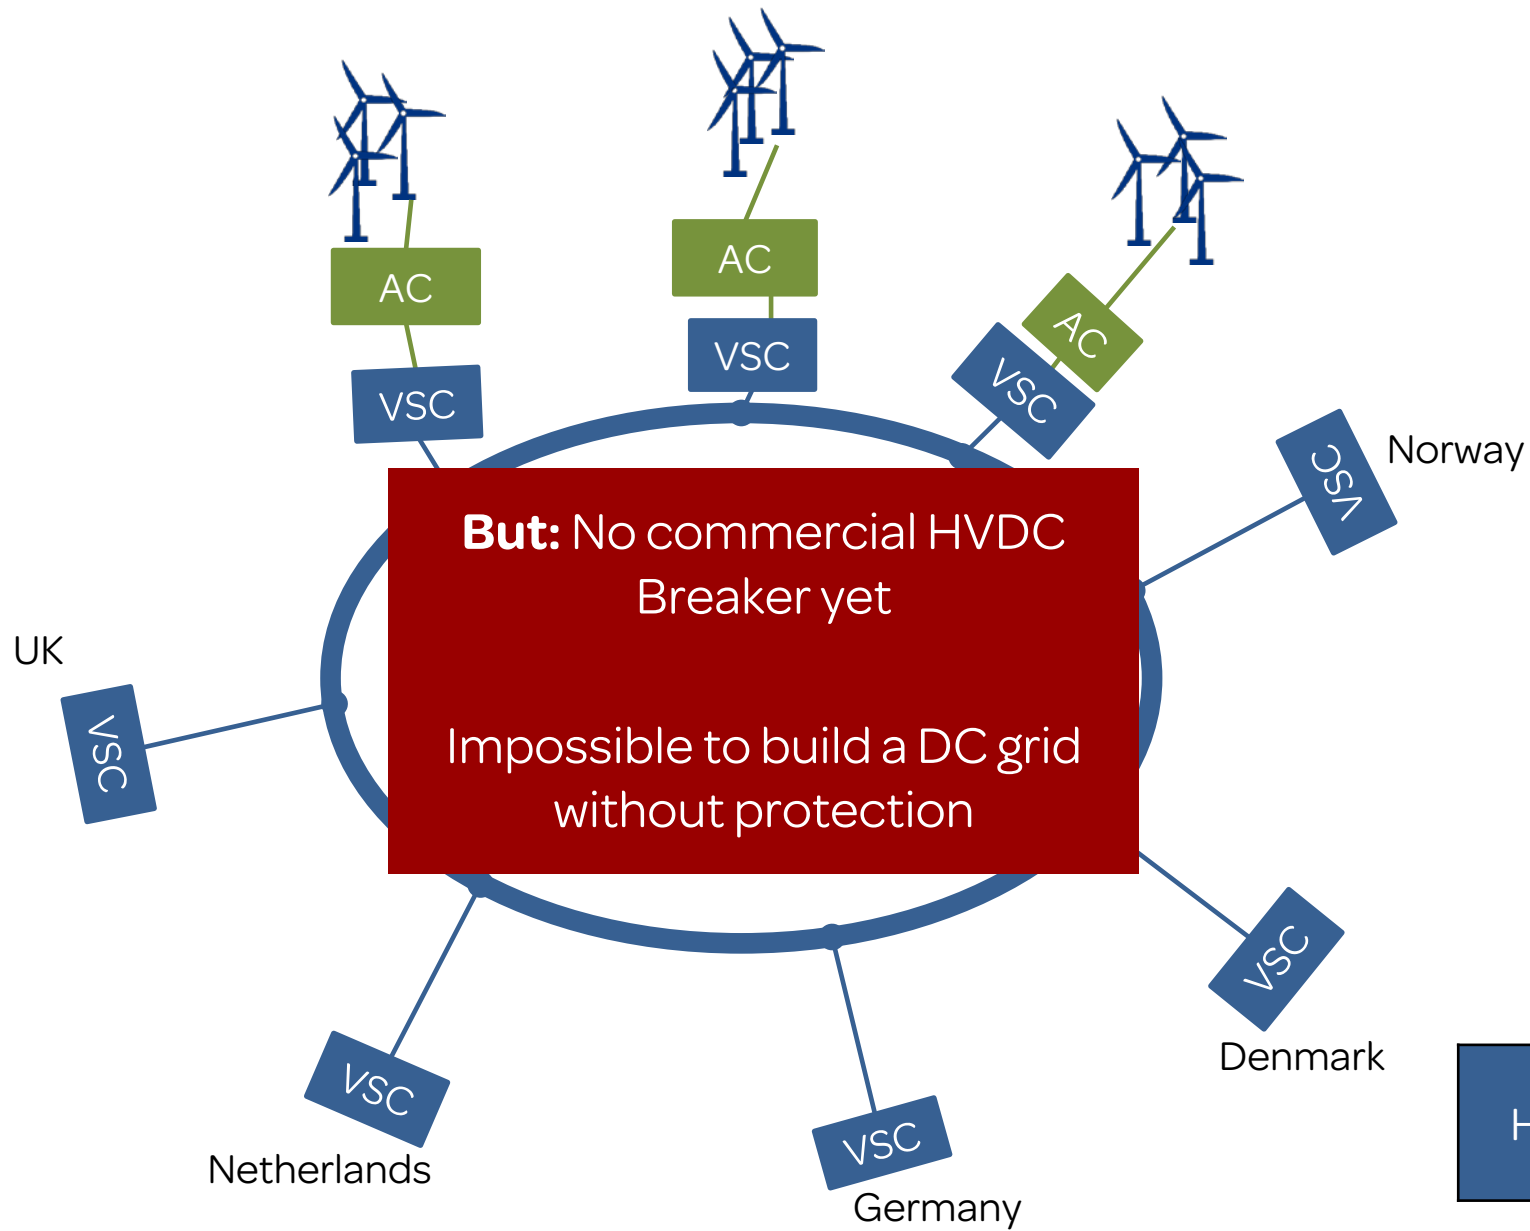 AC
AC
AC
VSC
VSC
VSC
VSC
Norway
But: No commercial HVDC
Breaker yet
Impossible to build a DC grid
without protection
UK
VSC
VSC
Denmark
VSC
Netherlands
VSC
Germany
H